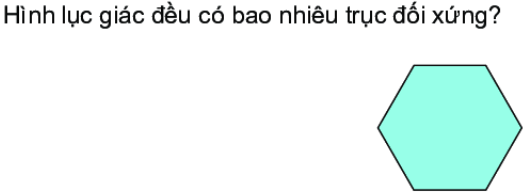 Hình lục giác đều có bao nhiêu trục đối xứng?